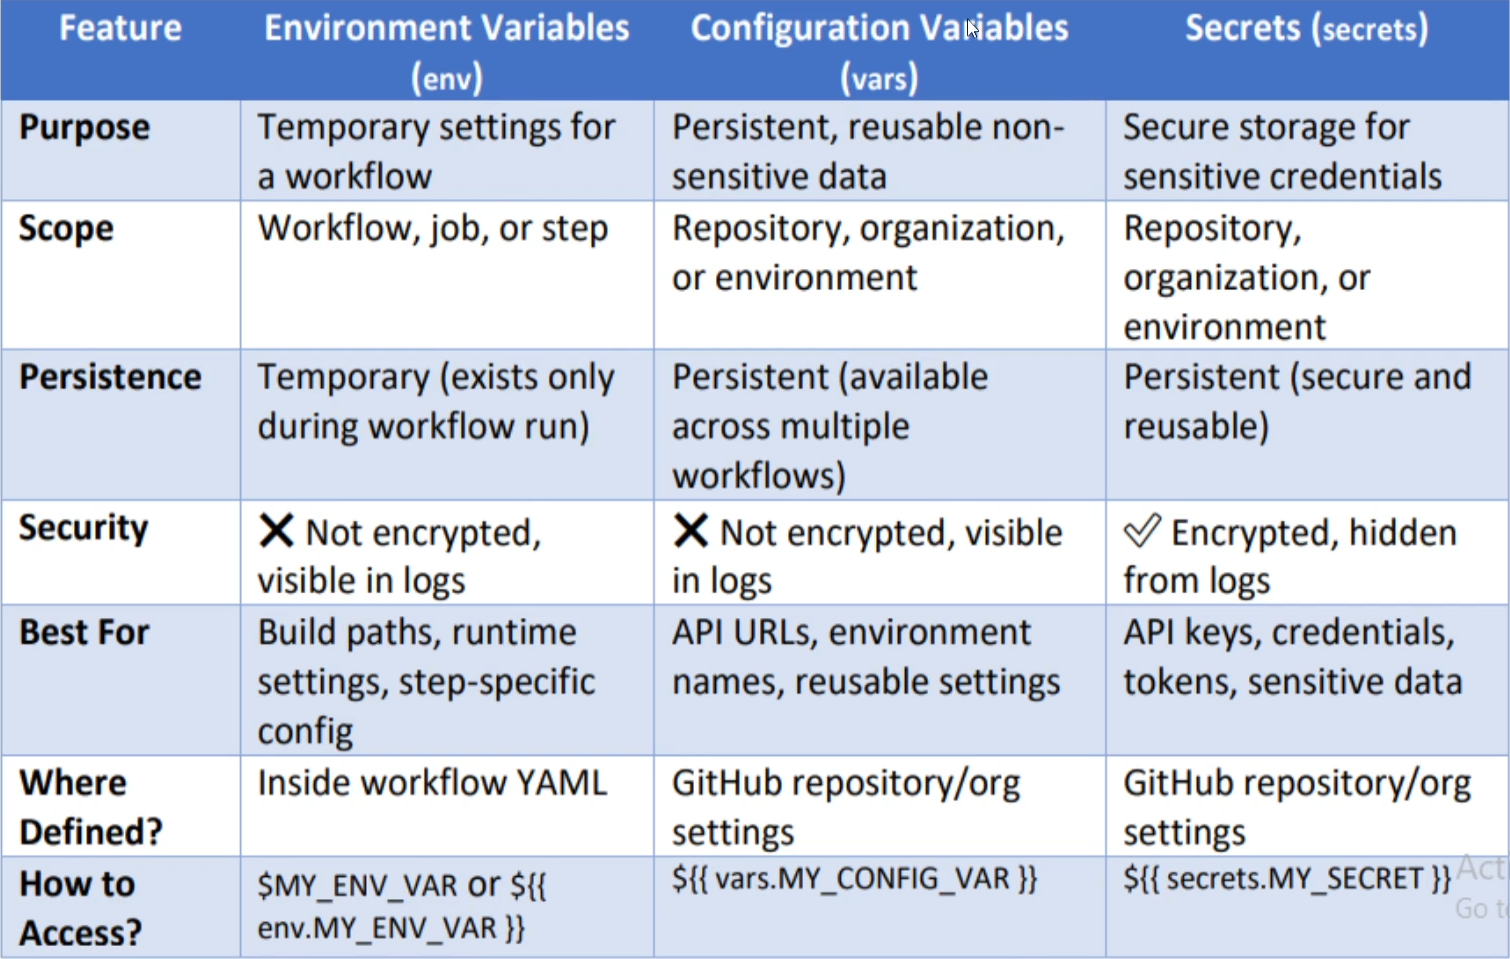 Feature
Environment Variables
(env)
Configuration Variables
(vars)
Secrets (secrets)
Purpose
Temporary settings for
a workflow
Persistent, reusable non-
sensitive data
Secure storage for
sensitive credentials
Scope
Workflow, job, or step
Repository, organization,
or environment
Repository,
organization, or
environment
Persistence
Temporary (exists only
during workflow run)
Persistent (available
across multiple
workflows)
Persistent (secure and
reusable)
Security
❌ Not encrypted,
visible in logs
❌ Not encrypted, visible
in logs
✅ Encrypted, hidden
from logs
Best For
Build paths, runtime
settings, step-specific
config
API URLs, environment
names, reusable settings
API keys, credentials,
tokens, sensitive data
Where
Defined?
Inside workflow YAML
GitHub repository/org
settings
GitHub repository/org
settings
How to
Access?
$MY_ENV_VAR or ${{
env.MY_ENV_VAR }}
${{ vars.MY_CONFIG_VAR }}
${{ secrets.MY_SECRET }}
Act
Go t